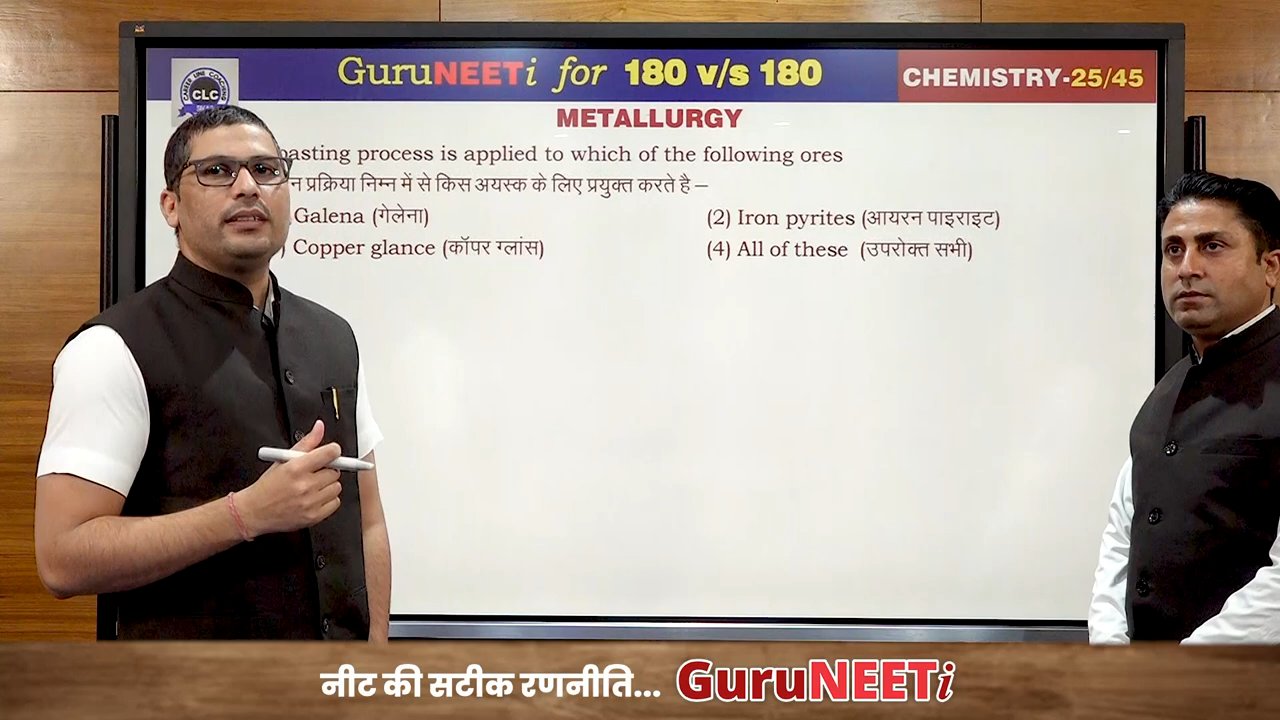 GuruNEETi for 180 v/s 180
CHEMISTRY-25/45
CLC
METALLURGY
process is applied to which of the following ores
प्रक्रिया निम्न में से किस अयस्क के लिए प्रयुक्त करते है –
Galena (गेलेना)
(2) Iron pyrites (आयरन पाइराइट)
Copper glance (कॉपर ग्लांस)
(4) All of these (उपरोक्त सभी)
नीट की सटीक रणनीति... GuruNEETi